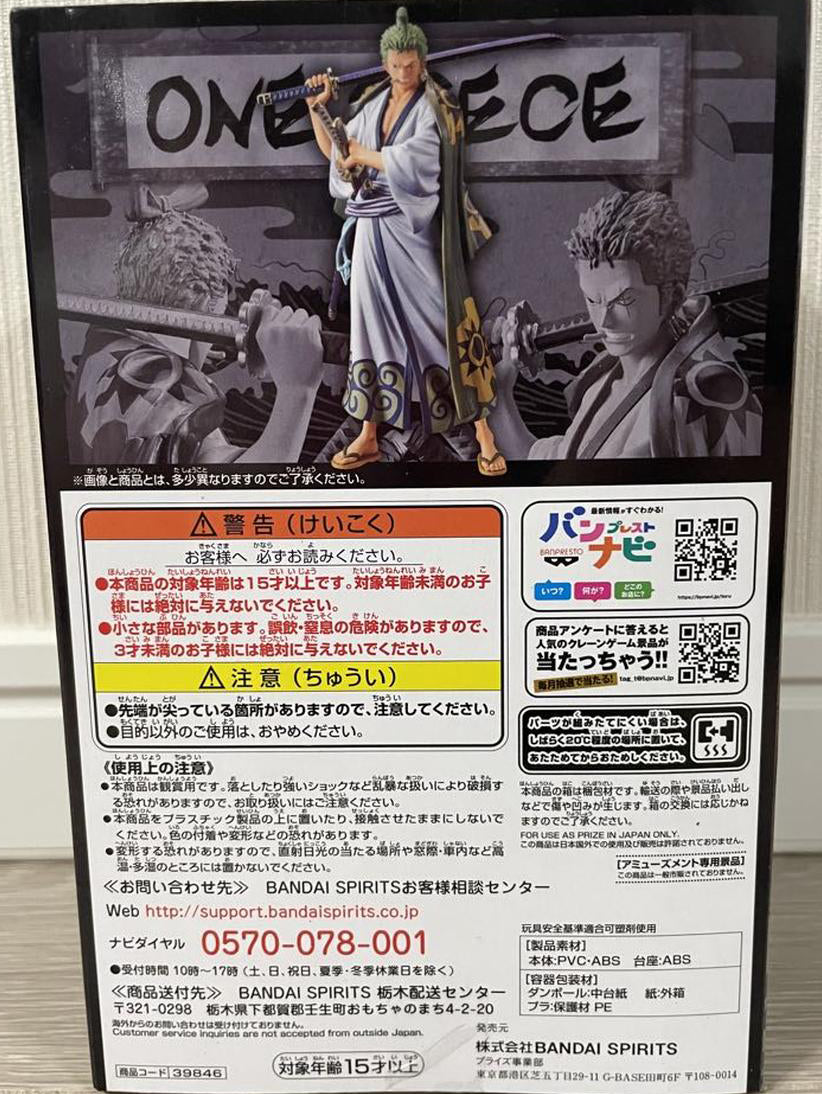 ONE PIECE
※画像と商品とは、多少異なりますのでご了承ください。
⚠警告（けいこく）
お客様へ 必ずお読みください。
●本商品の対象年齢は15才以上です。対象年齢未満のお子
様には絶対に与えないでください。
●小さな部品があります。誤飲・窒息の危険がありますので、
3才未満のお子様には絶対に与えないでください。
⚠注意（ちゅうい）
●先端が尖っている箇所がありますので、注意してください。
●目的以外のご使用は、おやめください。
《使用上の注意》
●本商品は観賞用です。落としたり強いショックなど乱暴な扱いにより破損す
る恐れがありますので、お取り扱いにはご注意ください。
●本商品をプラスチック製品の上に置いたり、接触させたままにしないで
ください。色の付着や変形などの恐れがあります。
●変形する恐れがありますので、直射日光の当たる場所や窓際・車内など高
温・多湿のところには置かないでください。
≪お問い合わせ先≫ BANDAI SPIRITSお客様相談センター
Web http://support.bandaispirits.co.jp
ナビダイヤル 0570-078-001
●受付時間 10時～17時（土、日、祝日、夏季・冬季休業日を除く）
≪商品送付先≫ BANDAI SPIRITS 栃木配送センター
〒321-0298 栃木県下都賀郡壬生町おもちゃのまち4-2-20
海外からのお問い合わせは受け付けておりません。
Customer service inquiries are not accepted from outside Japan.
商品コード 39846
対象年齢15才以上
最新情報がすぐわかる!
バンプレストナビ
BANPRESTO
いつ? 何が? どこのお店に?
https://bpnavi.jp/toru
商品アンケートに答えると
人気のクレーンゲーム景品が
当たっちゃう!!
毎月抽選で当たる! tag_t@bpnavi.jp
パーツが組みたてにくい場合は、
しばらく20℃程度の場所に置いて、
あたためてからおためしください。
本商品の箱は梱包材です。輸送の際や景品払い出し
などで傷や凹みが生じます。箱の交換には応じかね
ますのでご了承ください。
FOR USE AS PRIZE IN JAPAN ONLY.
本商品は日本国外での使用及び販売は許諾されておりません。
［アミューズメント専用景品］
この商品は一般市販されておりません。
玩具安全基準適合可塑剤使用
［製品素材］
本体:PVC・ABS 台座:ABS
［容器包装材］
ダンボール:中台紙 紙:外箱
プラ:保護材 PE
発売元
株式会社BANDAI SPIRITS
プライズ事業部
東京都港区芝五丁目29-11 G-BASE田町6F 〒108-0014